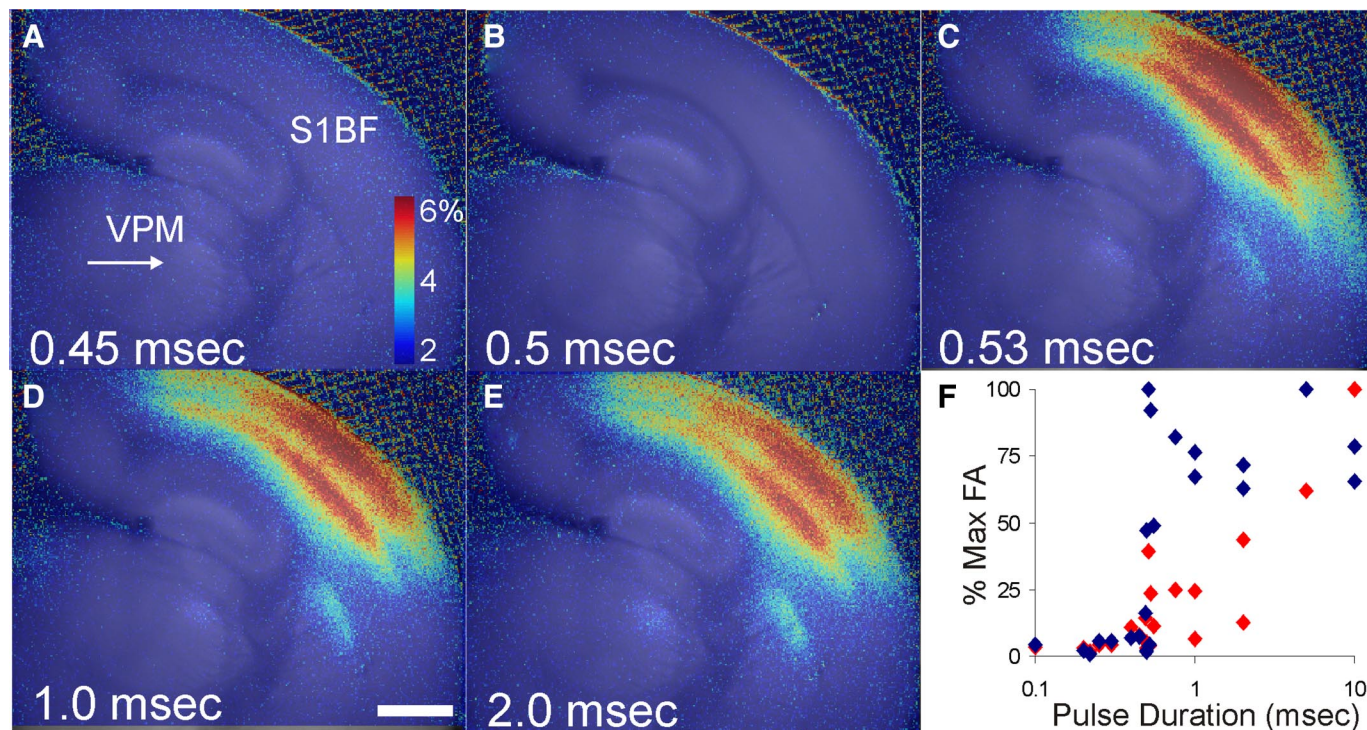 A
S1BF
VPM
6%
4
2
0.45 msec
B
0.5 msec
C
0.53 msec
D
1.0 msec
E
2.0 msec
F
% Max FA
100
75
50
25
0
0.1
1
10
Pulse Duration (msec)